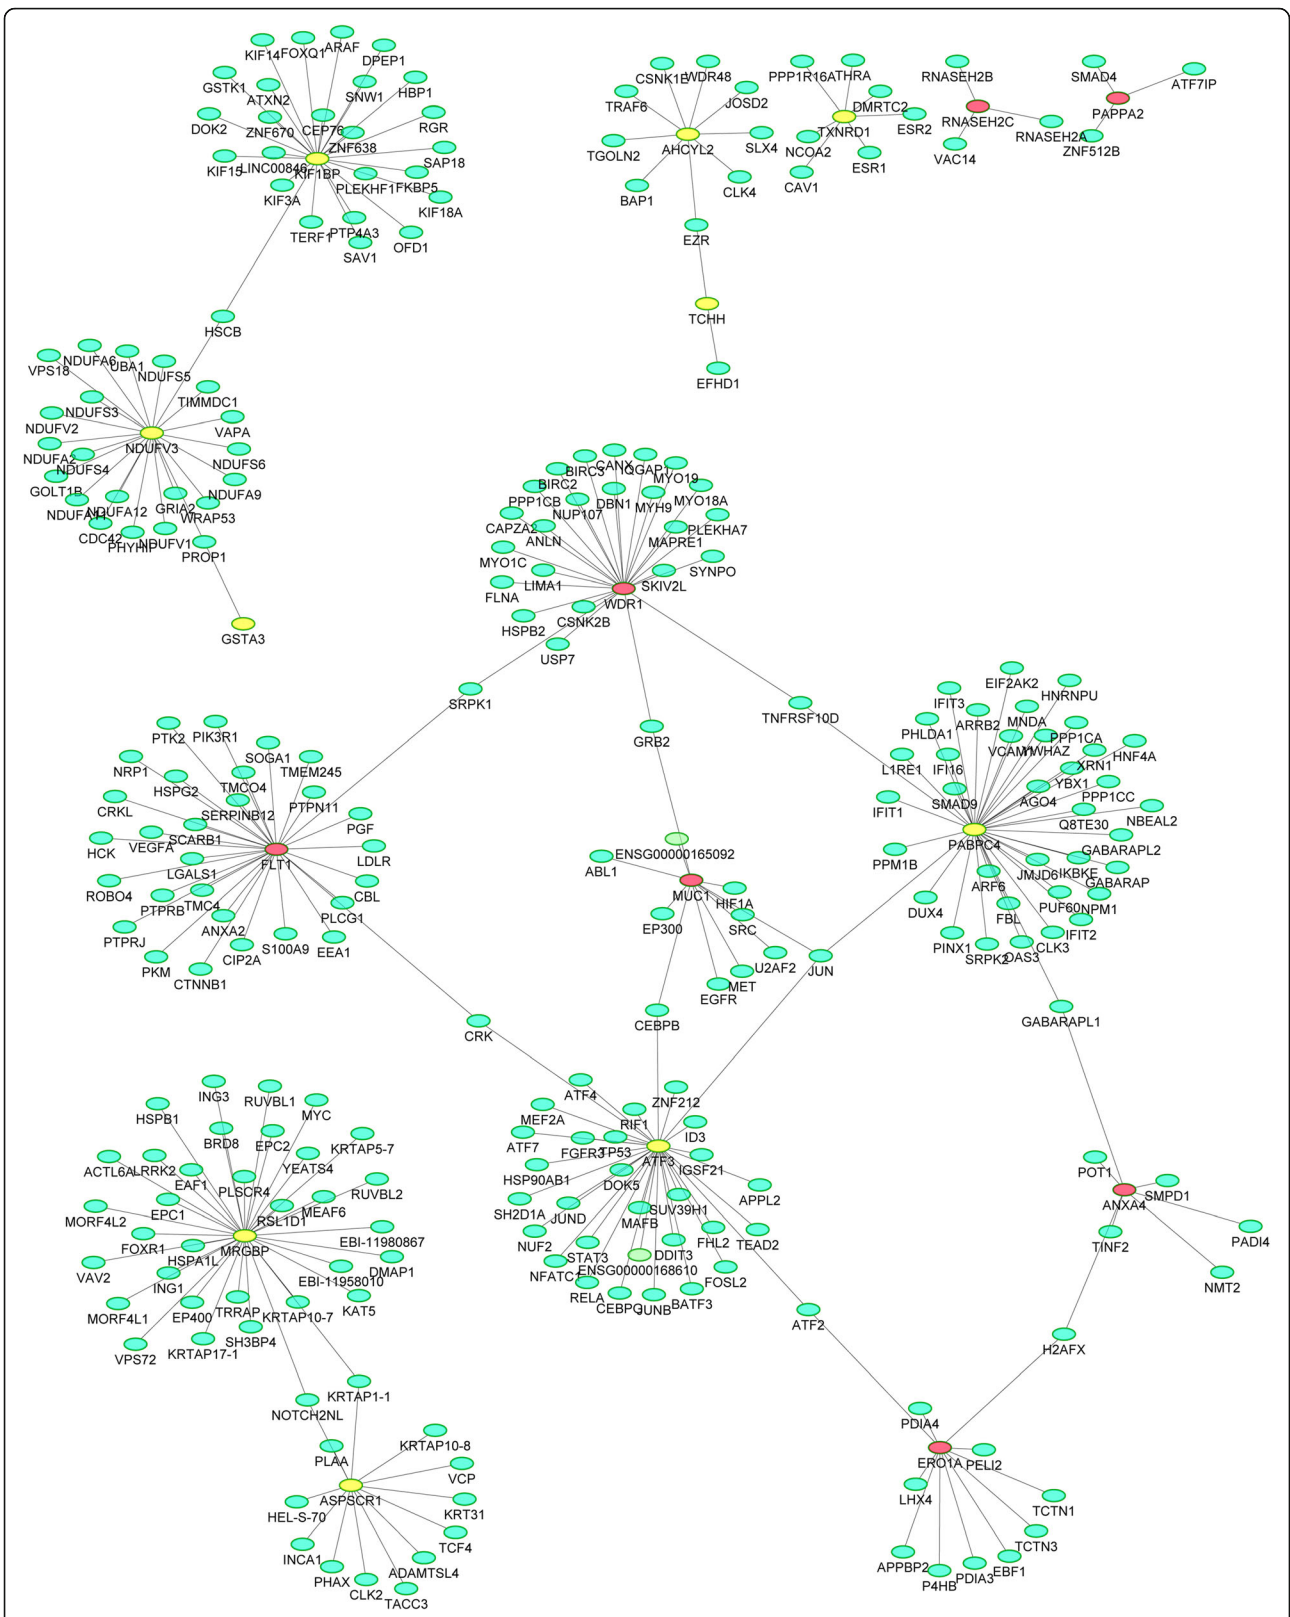 KIF14
FOXQ1
ARAF
DPEP1
GSTK1
ATXN2
SNW1
HBP1
DOK2
ZNF670
CEP76
ZNF638
RGR
KIF15
LINC00846
KIF1BP
SAP18
KIF3A
PLEKHF1
FKBP5
KIF18A
TERF1
PTP4A3
SAV1
OFD1
HSCB
CSNK1E
WDR48
TRAF6
JOSD2
AHCYL2
SLX4
TGOLN2
BAP1
CLK4
EZR
TCHH
EFHD1
PPP1R16A
THRA
DMRTC2
TXNRD1
ESR2
NCOA2
ESR1
CAV1
RNASEH2B
RNASEH2C
RNASEH2A
VAC14
SMAD4
ATF7IP
PAPPA2
ZNF512B
VPS18
NDUFA6
UBA1
NDUFS5
TIMMDC1
NDUFS3
NDUFV2
VAPA
NDUFV3
NDUFA2
NDUFS4
NDUFS6
GOLT1B
NDUFA9
NDUFA11
NDUFA12
GRIA2
WRAP53
CDC42
PHYHIP
NDUFV1
PROP1
GSTA3
BIRC3
CANX
IQGAP1
MYO19
BIRC2
PPP1CB
NUP107
DBN1
MYH9
MYO18A
CAPZA2
ANLN
MAPRE1
PLEKHA7
MYO1C
LIMA1
SKIV2L
SYNPO
FLNA
WDR1
HSPB2
CSNK2B
USP7
SRPK1
GRB2
TNFRSF10D
PTK2
PIK3R1
SOGA1
NRP1
HSPG2
TMCO4
TMEM245
CRKL
SERPINB12
PTPN11
HCK
VEGFA
SCARB1
PGF
FLT1
LDLR
ROBO4
LGALS1
PTPRB
TMC4
CBL
PTPRJ
ANXA2
PLCG1
PKM
CIP2A
S100A9
EEA1
CTNNB1
CRK
ENSG00000165092
ABL1
MUC1
HIF1A
EP300
SRC
U2AF2
MET
EGFR
JUN
CEBPB
EIF2AK2
IFIT3
HNRNPU
PHLDA1
ARRB2
MNDA
PPP1CA
VCAM1
YWHAZ
HNF4A
L1RE1
IFI16
XRN1
YBX1
IFIT1
SMAD9
AGO4
PPP1CC
NBEAL2
PABPC4
Q8TE30
GABARAPL2
PPM1B
JMJD6
IKBKE
GABARAP
ARF6
DUX4
FBL
PUF60
NPM1
PINX1
SRPK2
OAS3
CLK3
IFIT2
GABARAPL1
ING3
RUVBL1
MYC
HSPB1
BRD8
EPC2
KRTAP5-7
ACTL6A
LRRK2
YEATS4
EAF1
PLSCR4
RUVBL2
MORF4L2
EPC1
RSL1D1
MEAF6
FOXR1
MRGBP
EBI-11980867
VAV2
HSPA1L
DMAP1
ING1
EBI-11958010
MORF4L1
EP400
TRRAP
KRTAP10-7
KAT5
VPS72
KRTAP17-1
SH3BP4
KRTAP1-1
NOTCH2NL
PLAA
KRTAP10-8
VCP
ASPSCR1
HEL-S-70
KRT31
INCA1
TCF4
PHAX
ADAMTSL4
CLK2
TACC3
ATF4
ZNF212
MEF2A
RIF1
ID3
ATF7
FGFR3
TP53
ATF3
IGSF21
HSP90AB1
DOK5
APPL2
SH2D1A
JUND
MAFB
SUV39H1
NUF2
FHL2
TEAD2
STAT3
DDIT3
NFATC1
ENSG00000168610
FOSL2
RELA
CEBPG
JUNB
BATF3
ATF2
POT1
SMPD1
ANXA4
PADI4
TINF2
NMT2
H2AFX
PDIA4
ERO1A
PELI2
LHX4
TCTN1
TCTN3
APPBP2
P4HB
PDIA3
EBF1